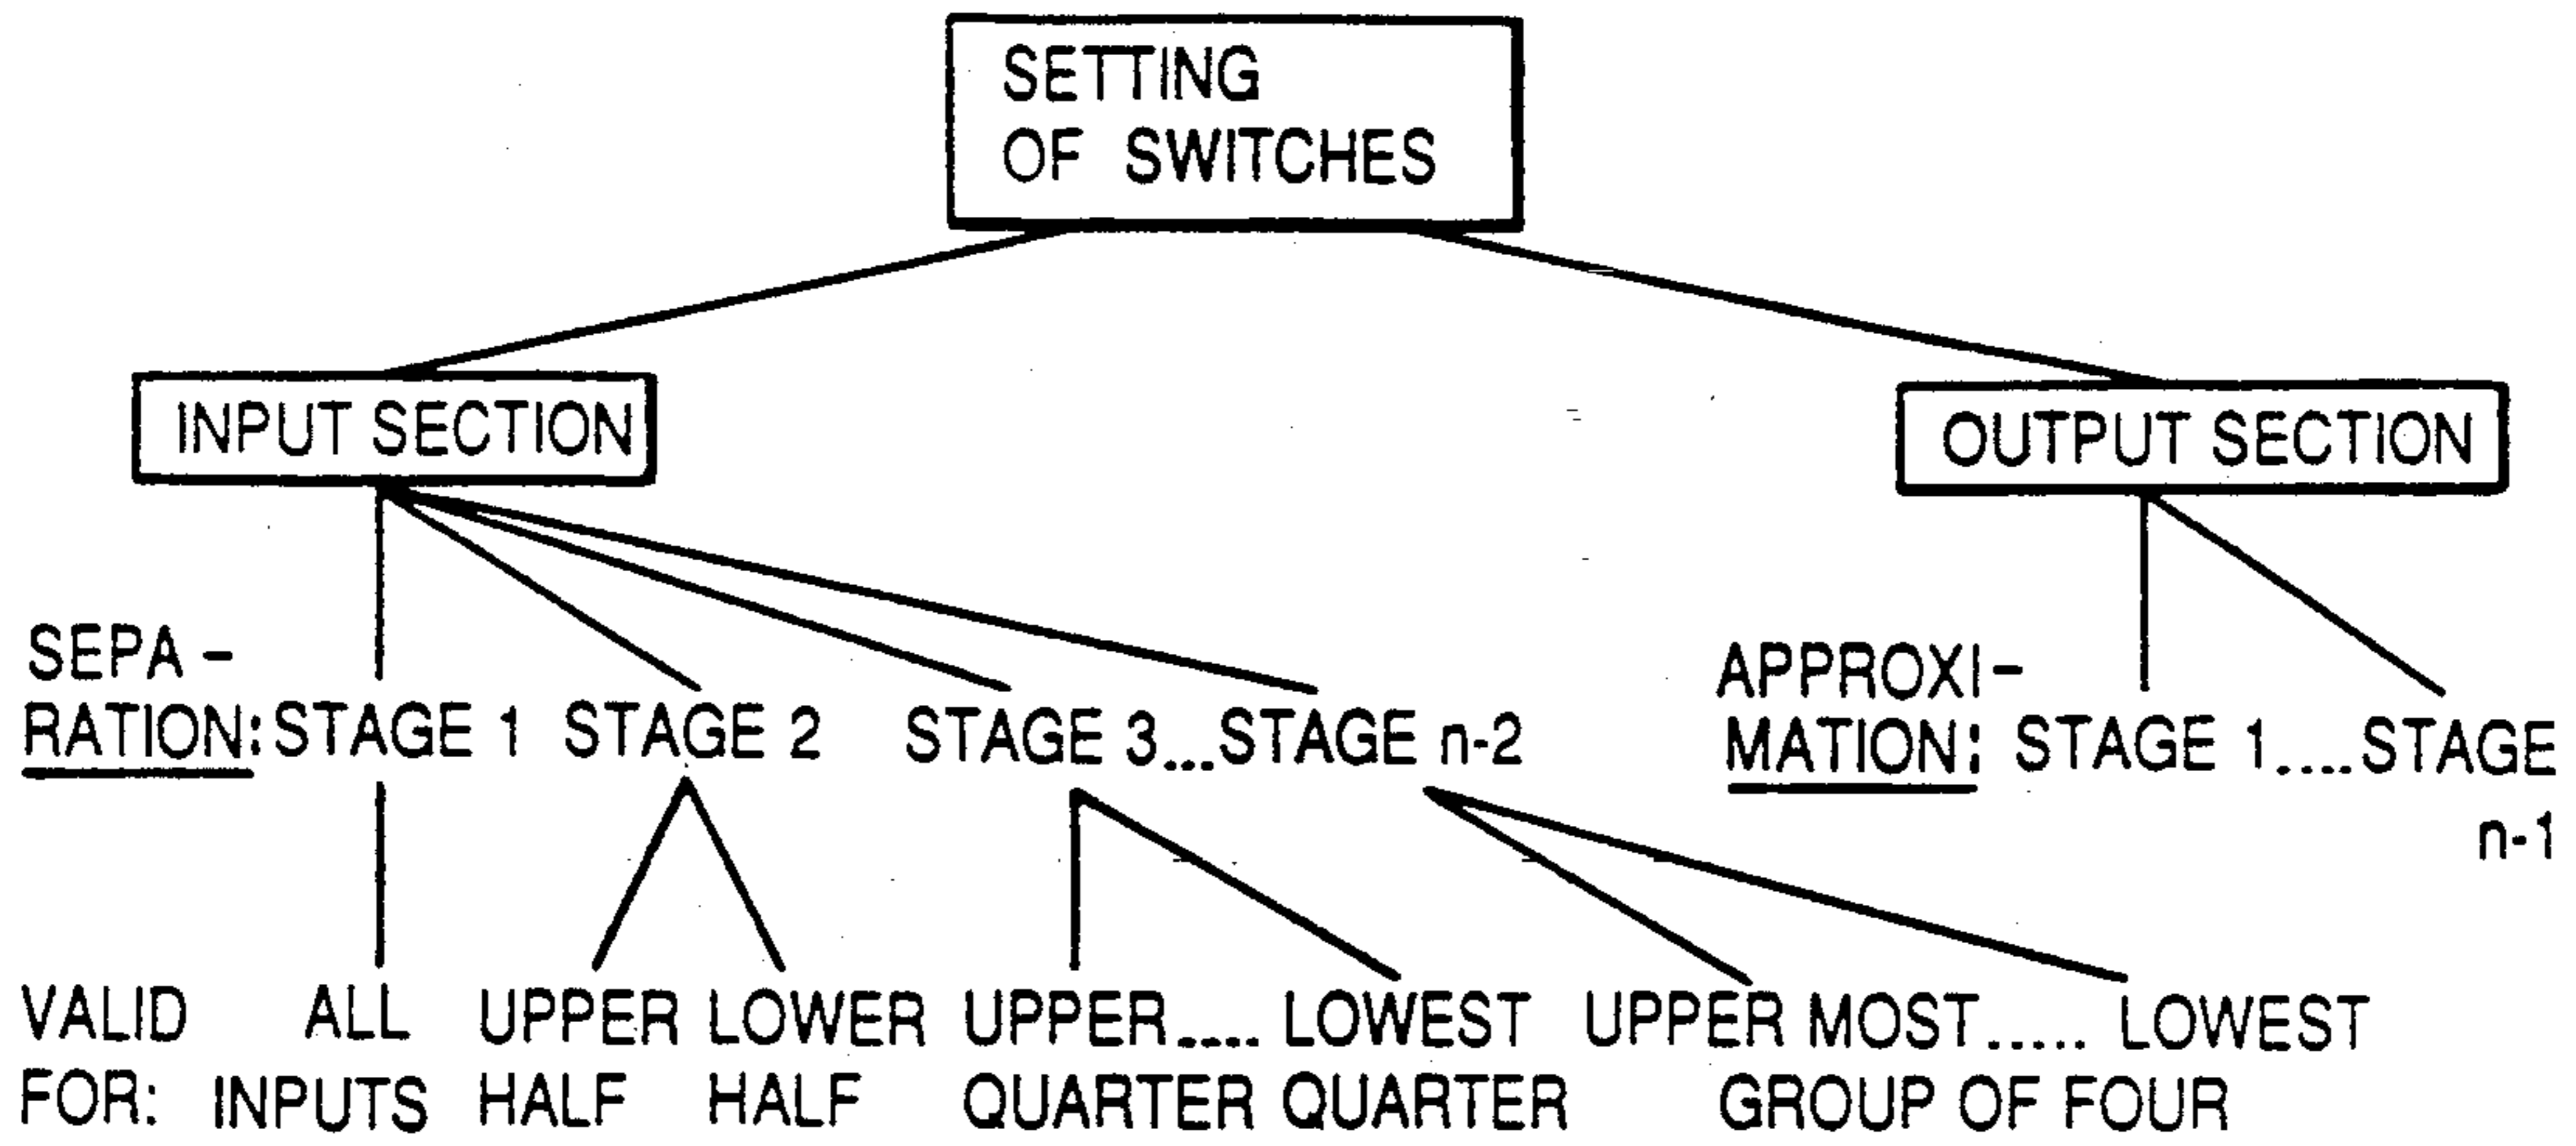 SETTING
OF SWITCHES
INPUT SECTION
OUTPUT SECTION
SEPA-
RATION: STAGE 1 STAGE 2 STAGE 3...STAGE n-2
APPROXI-
MATION: STAGE 1....STAGE
n-1
VALID ALL UPPER LOWER UPPER.... LOWEST UPPER MOST..... LOWEST
FOR: INPUTS HALF HALF QUARTER QUARTER GROUP OF FOUR